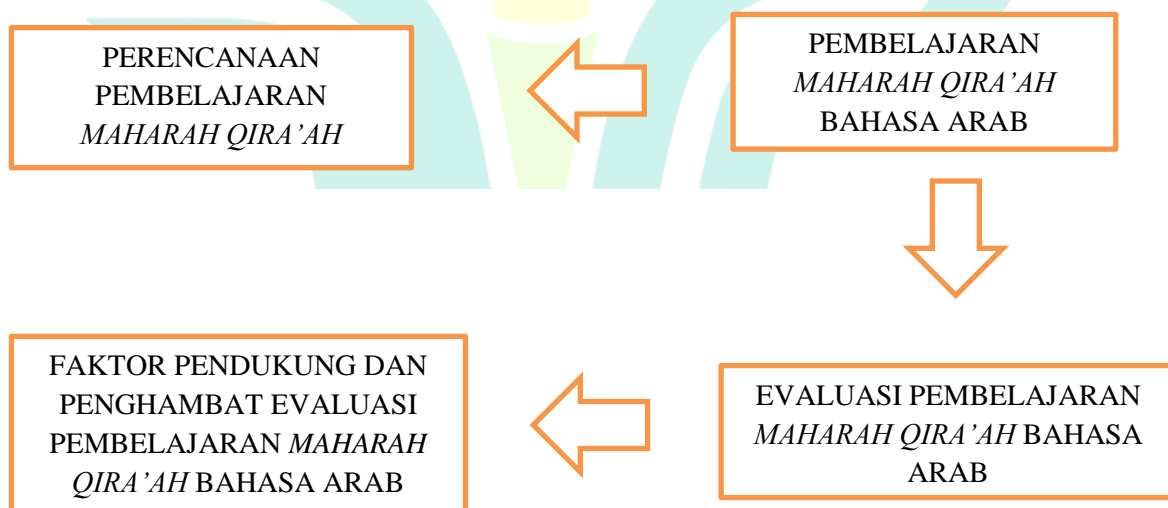 PERENCANAAN
PEMBELAJARAN
MAHARAH QIRA’AH
PEMBELAJARAN
MAHARAH QIRA’AH
BAHASA ARAB
FAKTOR PENDUKUNG DAN
PENGHAMBAT EVALUASI
PEMBELAJARAN MAHARAH
QIRA’AH BAHASA ARAB
EVALUASI PEMBELAJARAN
MAHARAH QIRA’AH BAHASA
ARAB